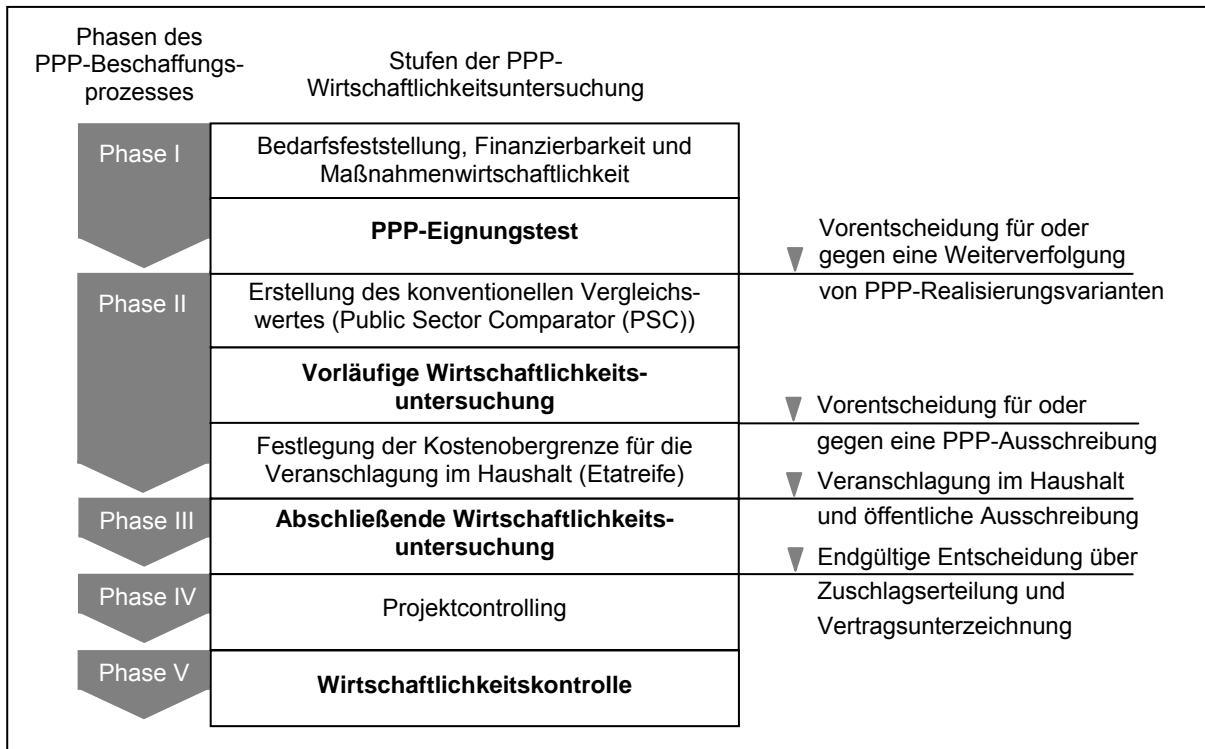 Phasen des
PPP-Beschaffungs-
prozesses
Stufen der PPP-
Wirtschaftlichkeitsuntersuchung
Phase I
Bedarfsfeststellung, Finanzierbarkeit und
Maßnahmenwirtschaftlichkeit
PPP-Eignungstest
Vorentscheidung für oder
gegen eine Weiterverfolgung
von PPP-Realisierungsvarianten
Phase II
Erstellung des konventionellen Vergleichs-
wertes (Public Sector Comparator (PSC))
Vorläufige Wirtschaftlichkeits-
untersuchung
Vorentscheidung für oder
gegen eine PPP-Ausschreibung
Festlegung der Kostenobergrenze für die
Veranschlagung im Haushalt (Etatreife)
Veranschlagung im Haushalt
und öffentliche Ausschreibung
Phase III
Abschließende Wirtschaftlichkeits-
untersuchung
Endgültige Entscheidung über
Zuschlagserteilung und
Vertragsunterzeichnung
Phase IV
Projektcontrolling
Phase V
Wirtschaftlichkeitskontrolle